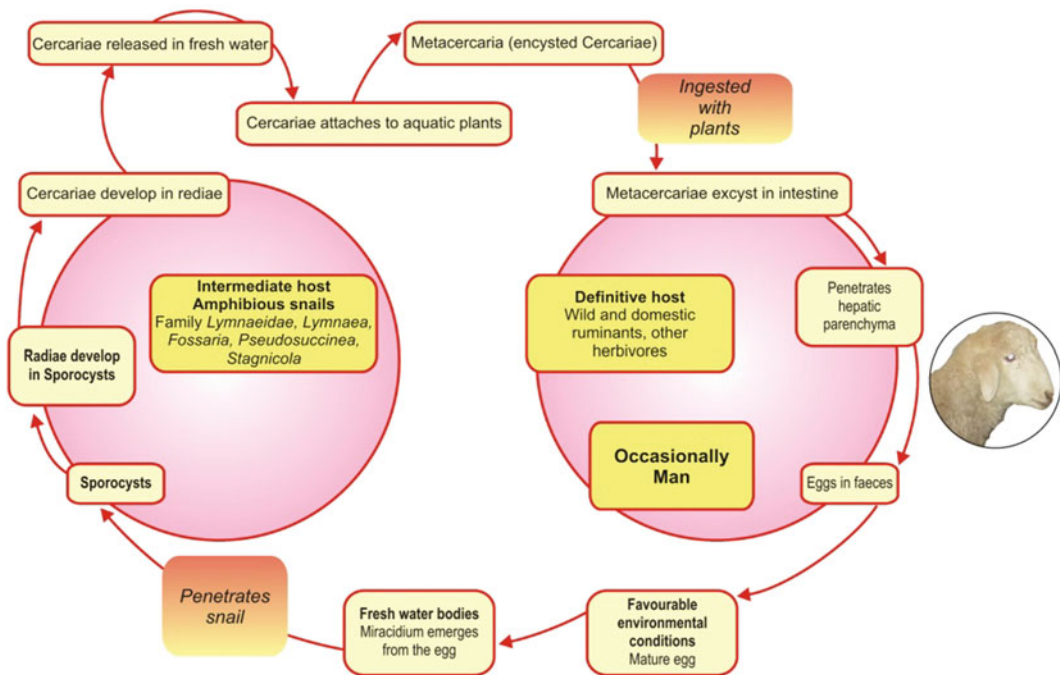 Cercariae released in fresh water
Metacercaria (encysted Cercariae)
Ingested
with
plants
Cercariae attaches to aquatic plants
Cercariae develop in rediae
Metacercariae excyst in intestine
Intermediate host
Amphibious snails
Family Lymnaeidae, Lymnaea,
Fossaria, Pseudosuccinea,
Stagnicola
Definitive host
Wild and domestic
ruminants, other
herbivores
Penetrates
hepatic
parenchyma
Radiae develop
in Sporocysts
Occasionally
Man
Sporocysts
Eggs in faeces
Penetrates
snail
Fresh water bodies
Miracidium emerges
from the egg
Favourable
environmental
conditions
Mature egg